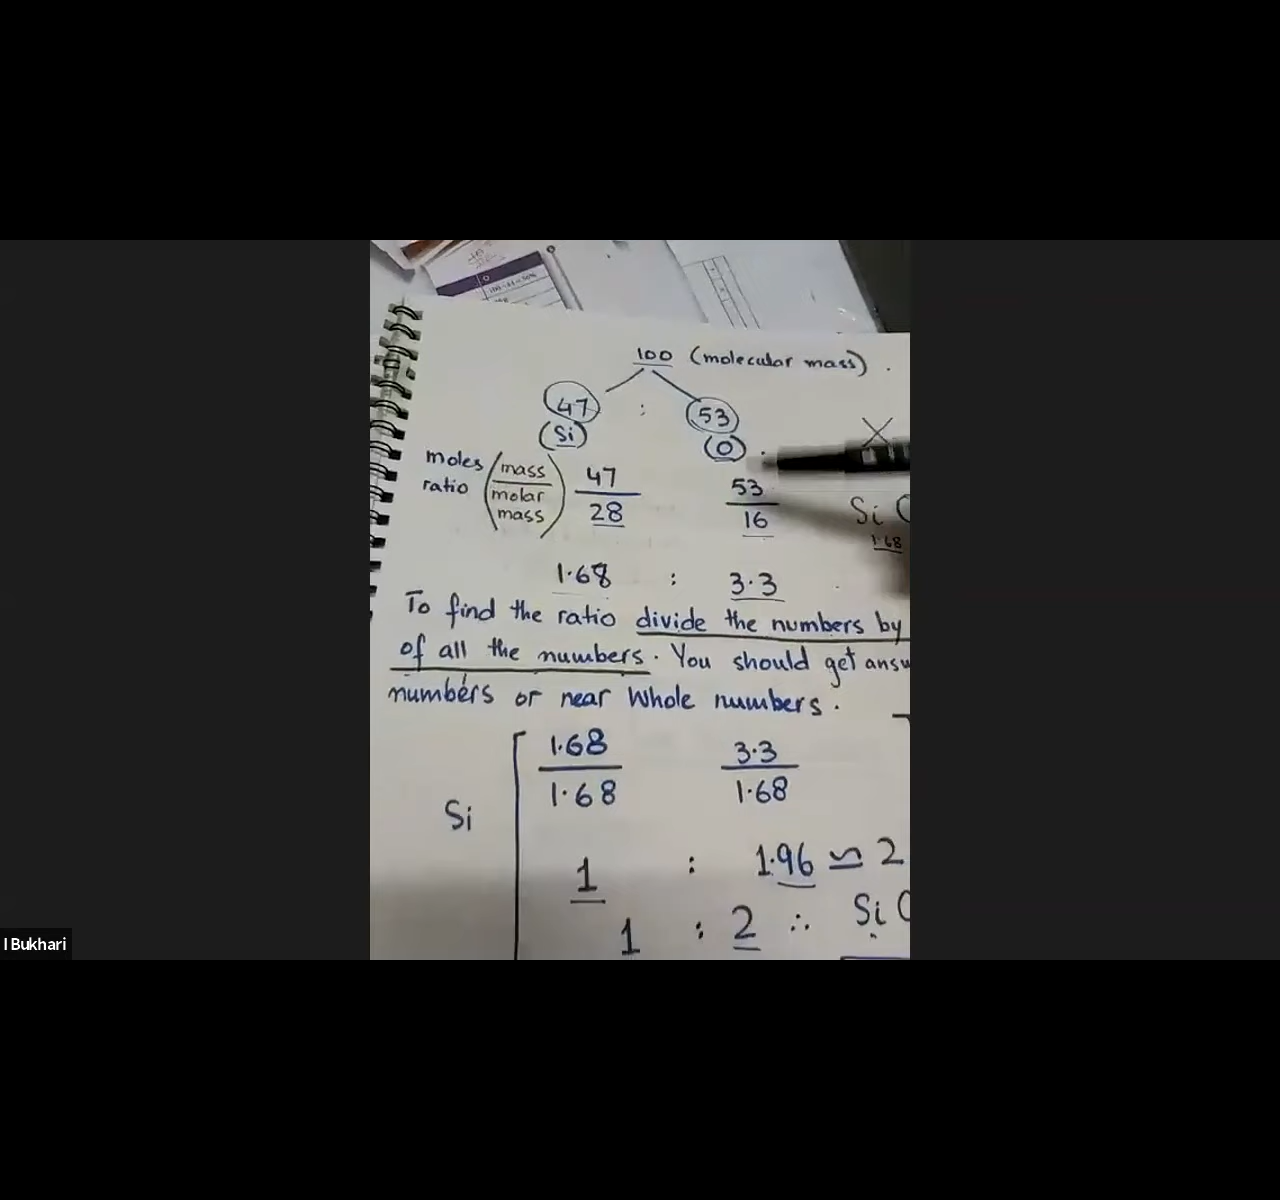 100 (molecular mass).
47 : 53
(Si) (O)
moles ratio (mass / molar mass) 47/28 53/16
Si
1.68
1.68 : 3.3
To find the ratio divide the numbers by
of all the numbers. You should get
numbers or near whole numbers.
1.68/1.68 3.3/1.68
Si
1 : 1.96 ≃ 2
1 : 2 ∴ Si
I Bukhari